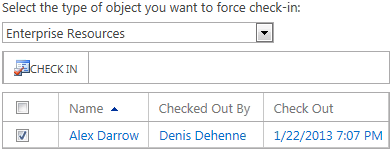 Select the type of object you want to force check-in:
Enterprise Resources
CHECK IN
Name Checked Out By Check Out
Alex Darrow Denis Dehenne 1/22/2013 7:07 PM